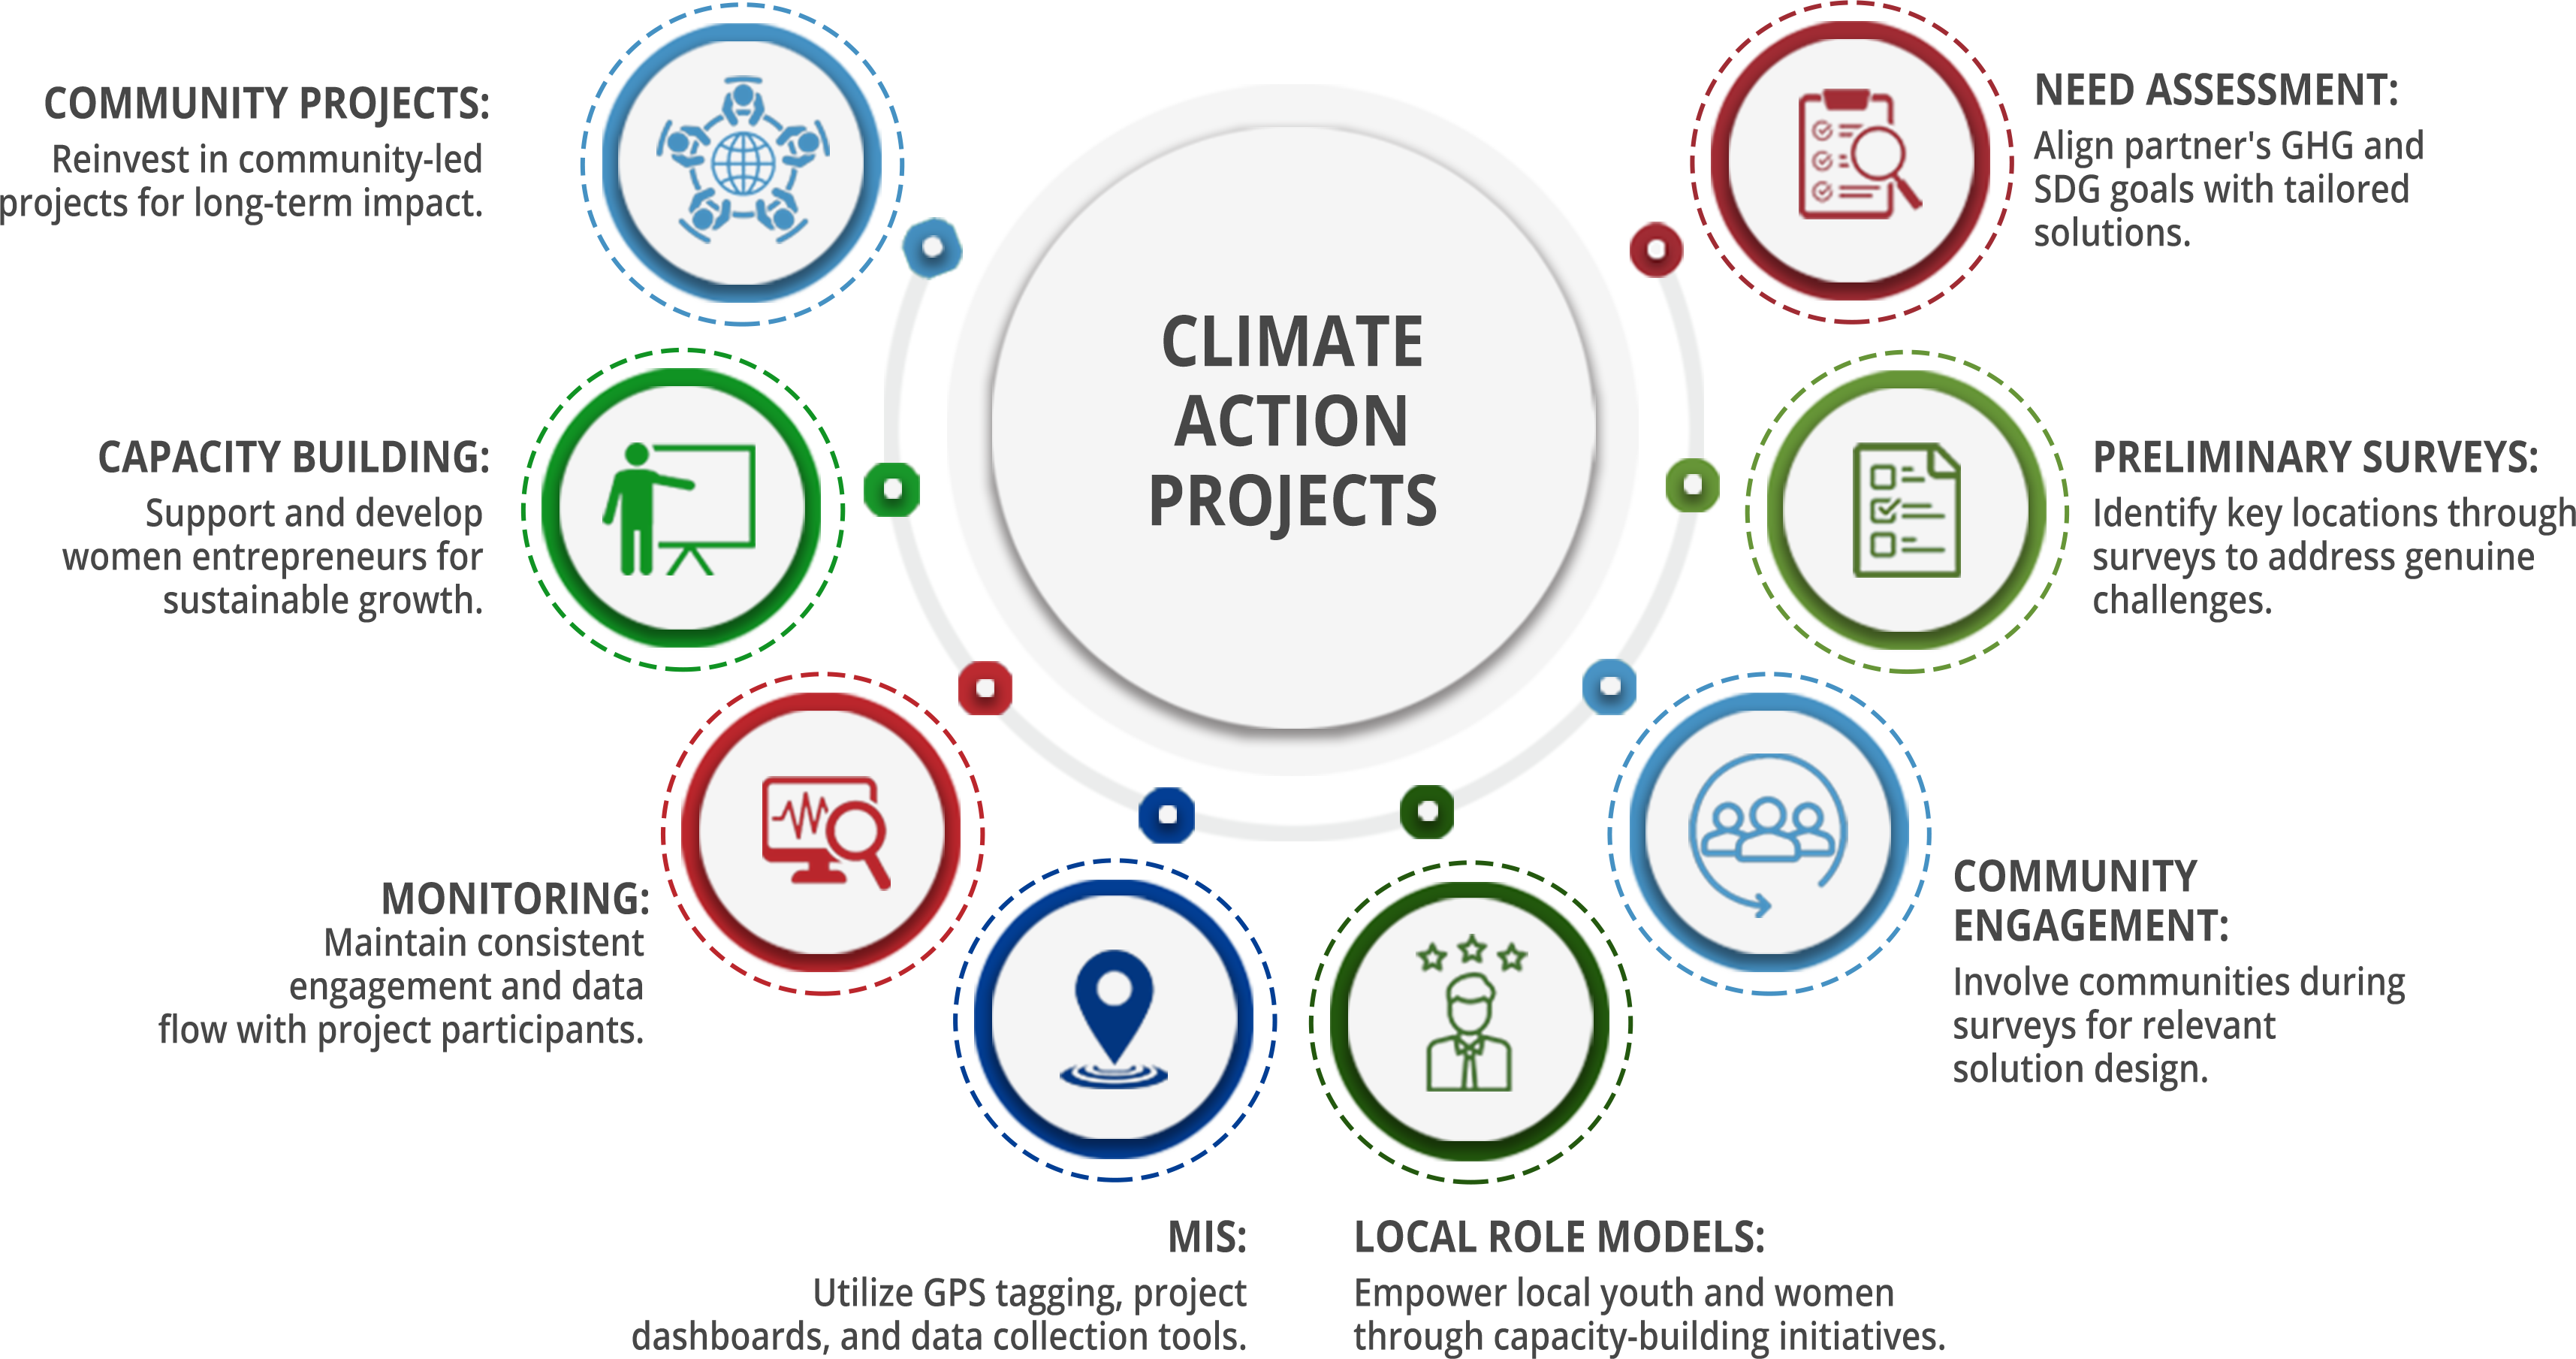 CLIMATE
ACTION
PROJECTS
NEED ASSESSMENT:
Align partner's GHG and
SDG goals with tailored
solutions.
PRELIMINARY SURVEYS:
Identify key locations through
surveys to address genuine
challenges.
COMMUNITY
ENGAGEMENT:
Involve communities during
surveys for relevant
solution design.
LOCAL ROLE MODELS:
Empower local youth and women
through capacity-building initiatives.
MIS:
Utilize GPS tagging, project
dashboards, and data collection tools.
MONITORING:
Maintain consistent
engagement and data
flow with project participants.
CAPACITY BUILDING:
Support and develop
women entrepreneurs for
sustainable growth.
COMMUNITY PROJECTS:
Reinvest in community-led
projects for long-term impact.